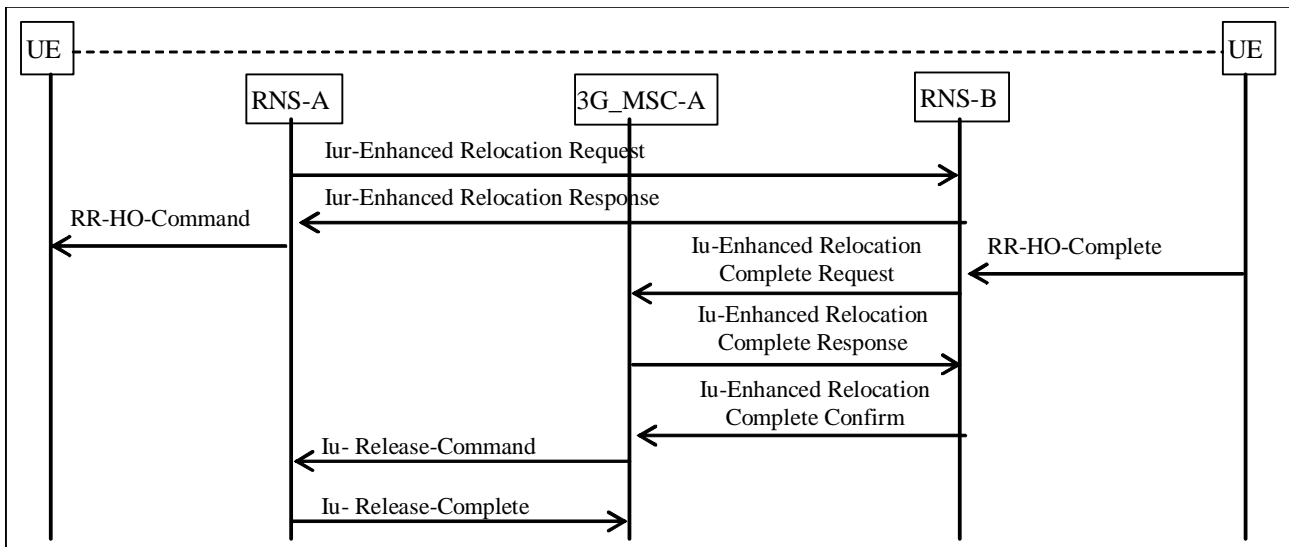 UE
UE
RNS-A
3G_MSC-A
RNS-B
Iur-Enhanced Relocation Request
Iur-Enhanced Relocation Response
RR-HO-Command
Iu-Enhanced Relocation
Complete Request
RR-HO-Complete
Iu-Enhanced Relocation
Complete Response
Iu-Enhanced Relocation
Complete Confirm
Iu- Release-Command
Iu- Release-Complete